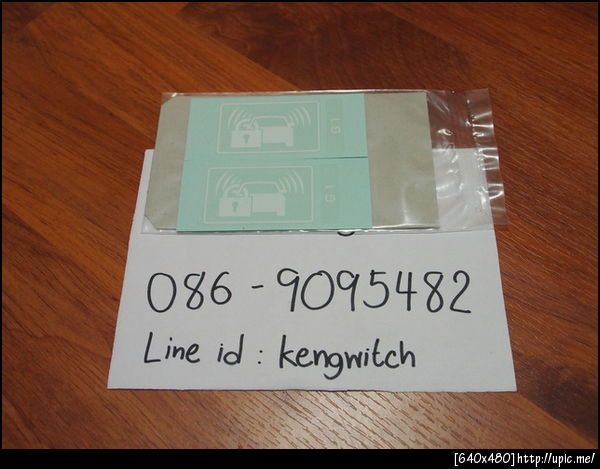 G1
G1
086-9095482
Line id : kengwitch
[640x480]http://upic.me/